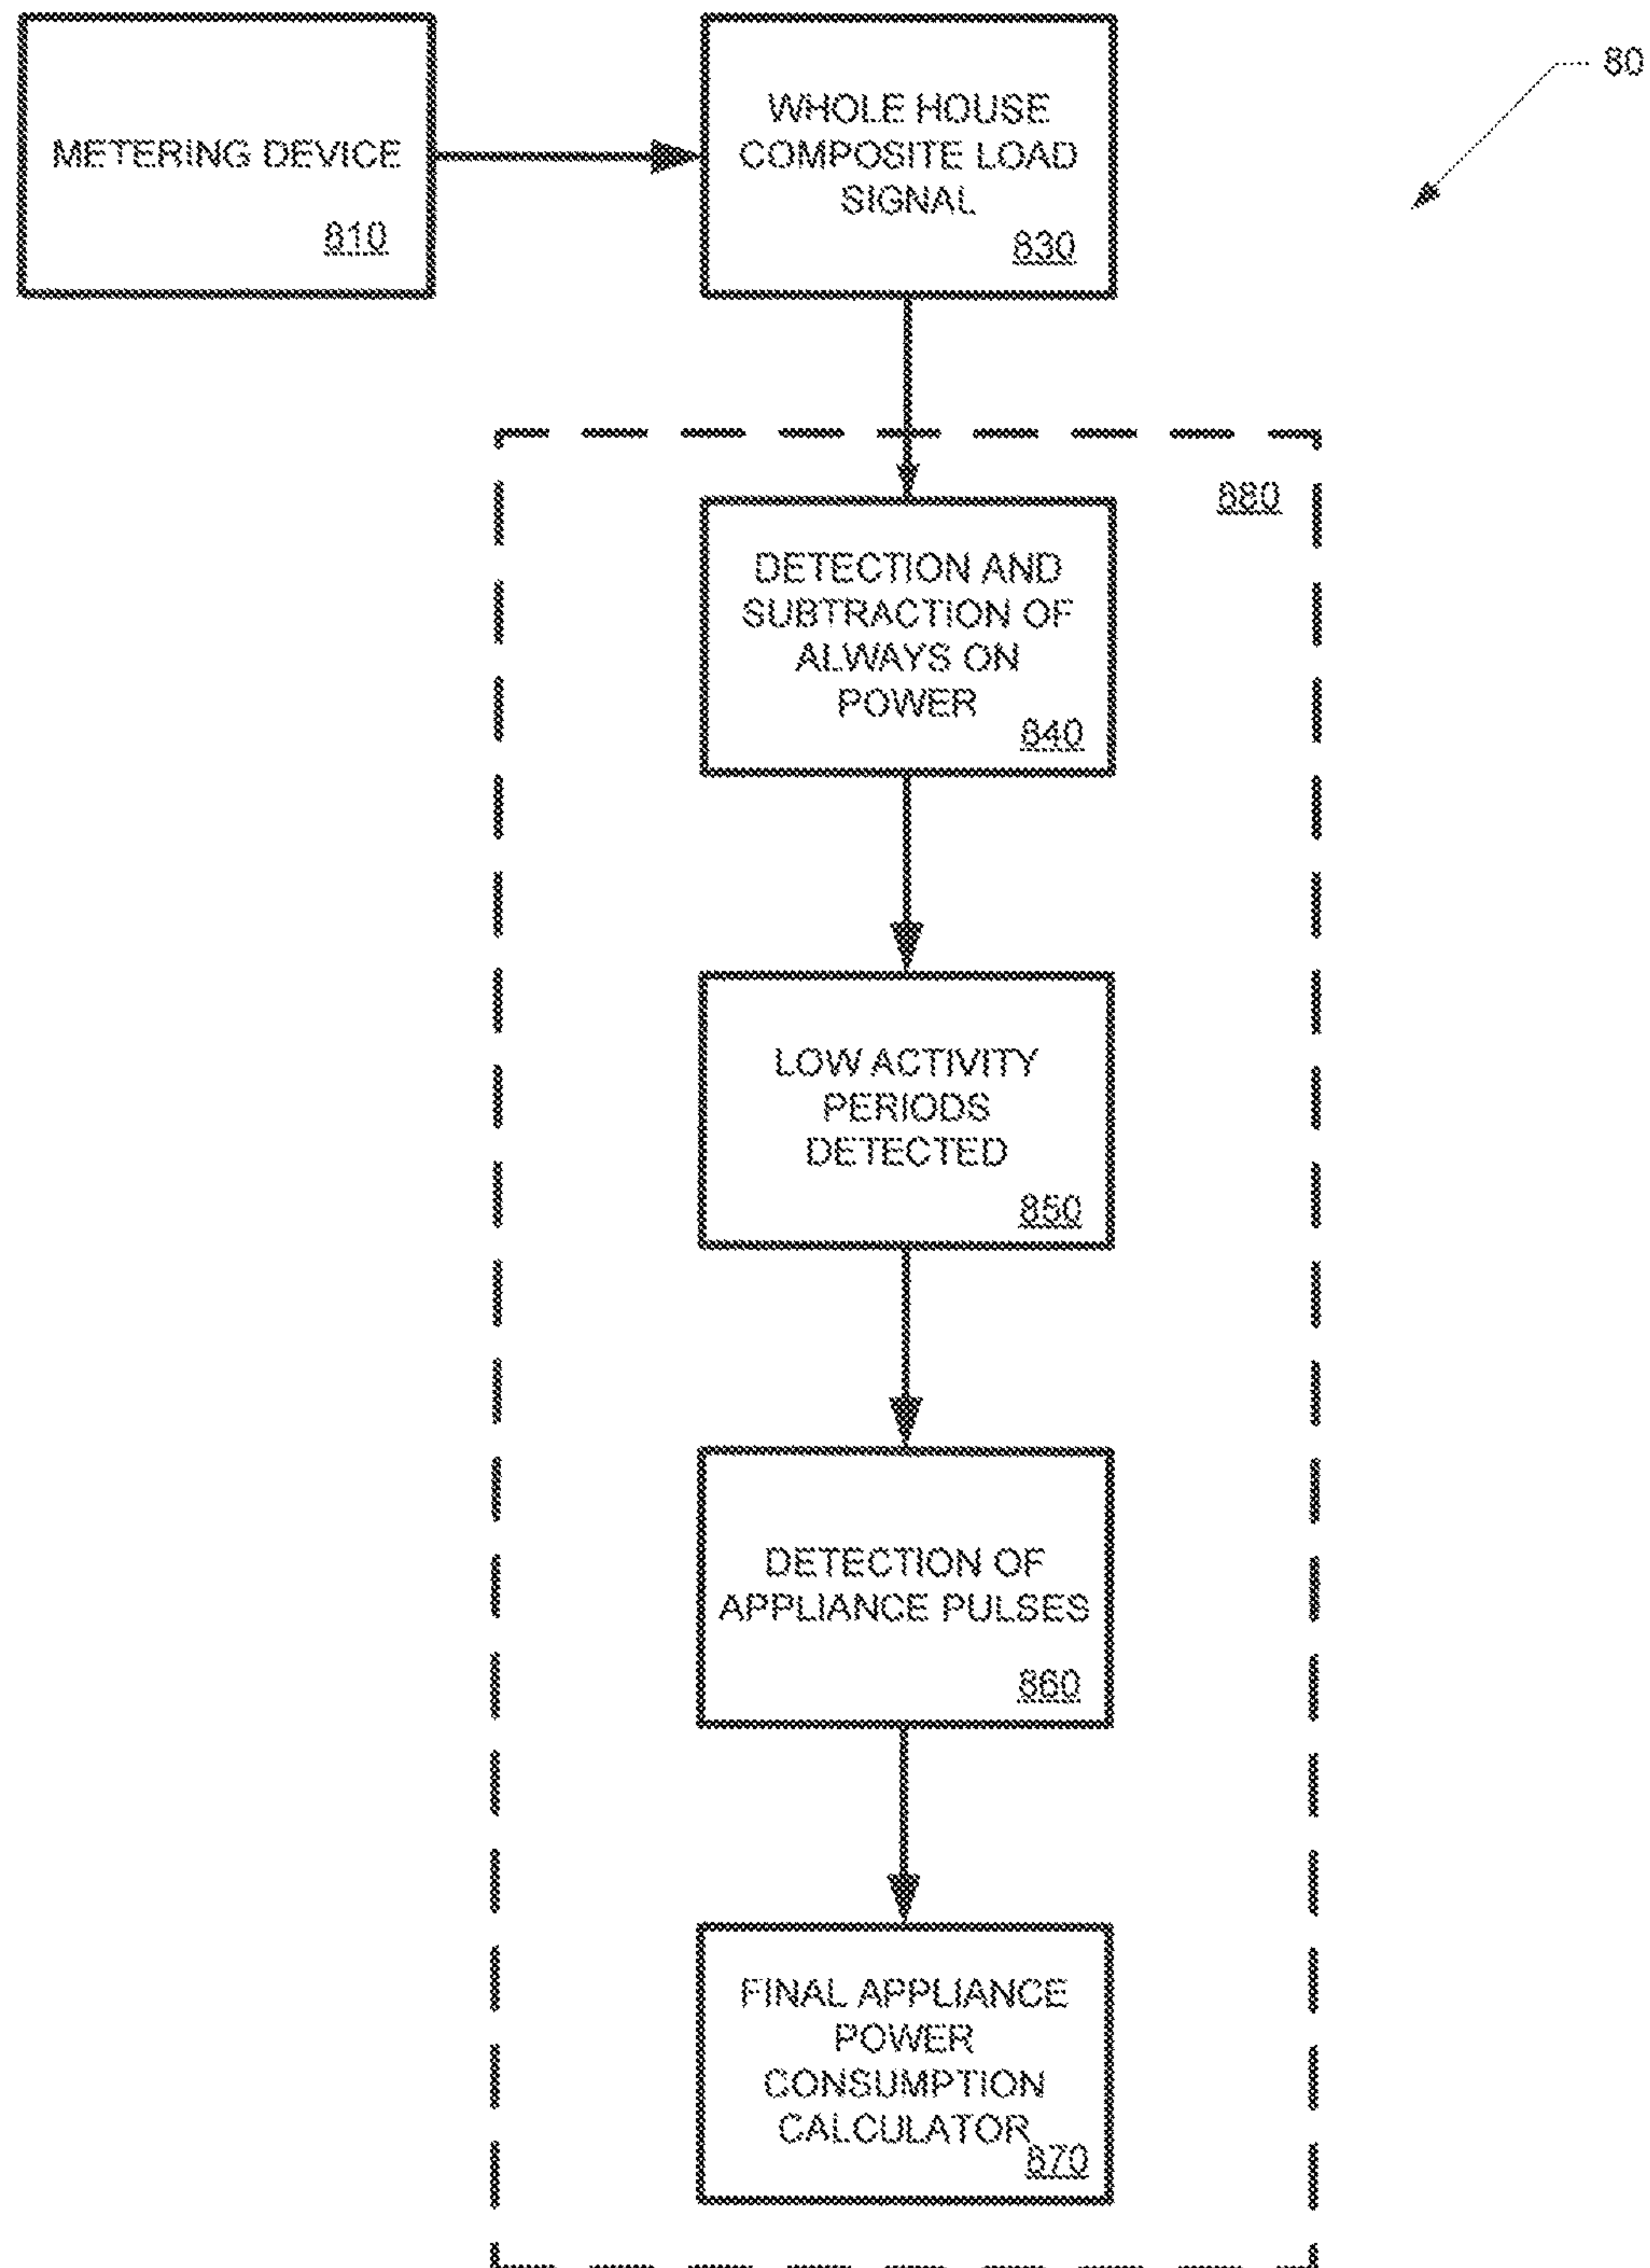 METERING DEVICE
810
WHOLE HOUSE
COMPOSITE LOAD
SIGNAL
830
80
880
DETECTION AND
SUBTRACTION OF
ALWAYS ON
POWER
840
LOW ACTIVITY
PERIODS
DETECTED
850
DETECTION OF
APPLIANCE PULSES
860
FINAL APPLIANCE
POWER
CONSUMPTION
CALCULATOR
870